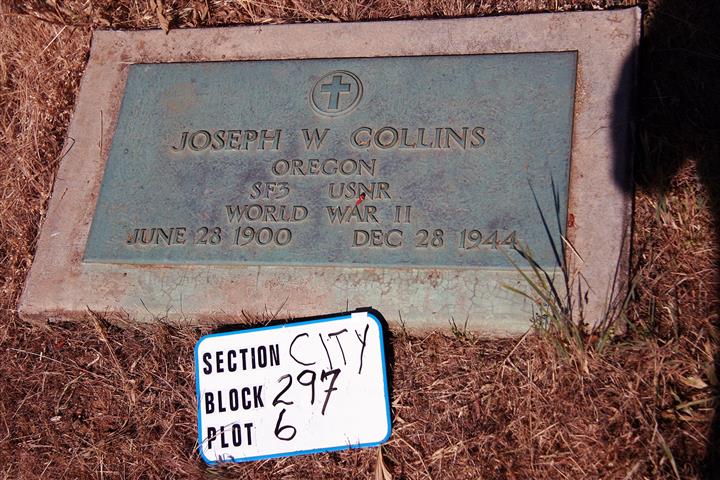 JOSEPH W COLLINS
OREGON
SF3 USNR
WORLD WAR II
JUNE 28 1900 DEC 28 1944
SECTION CITY
BLOCK 297
PLOT 6